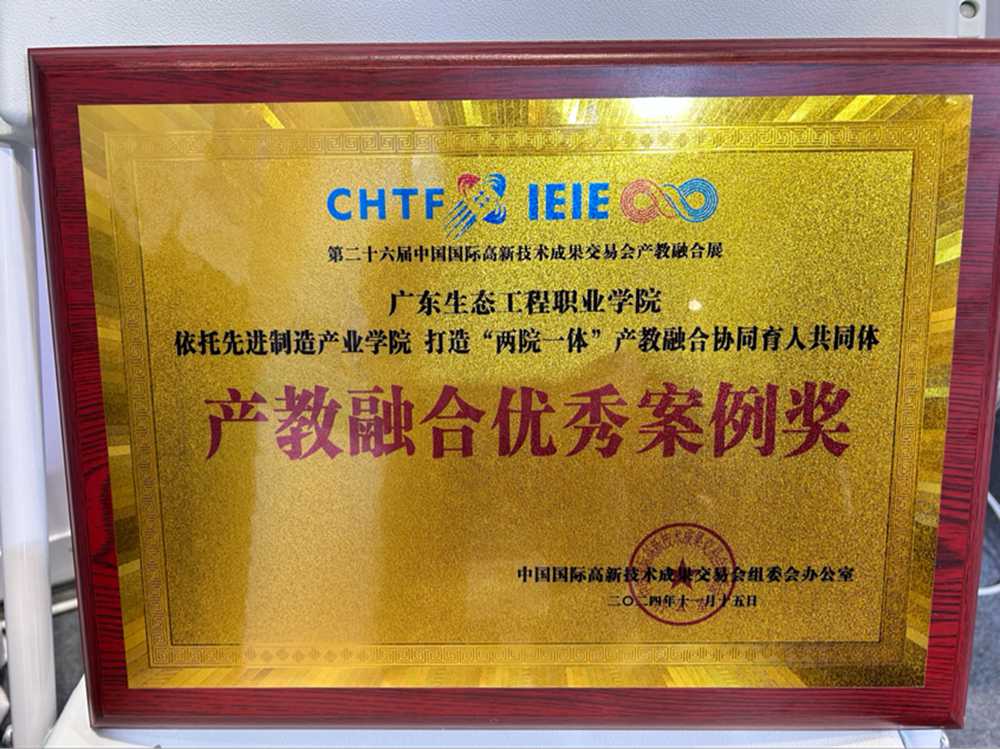 CHTF IEIE
第二十六届中国国际高新技术成果交易会产教融合展
广东生态工程职业学院
依托先进制造产业学院 打造“两院一体”产教融合协同育人共同体
产教融合优秀案例奖
中国国际高新技术成果交易会组委会办公室
二〇二四年十一月十五日